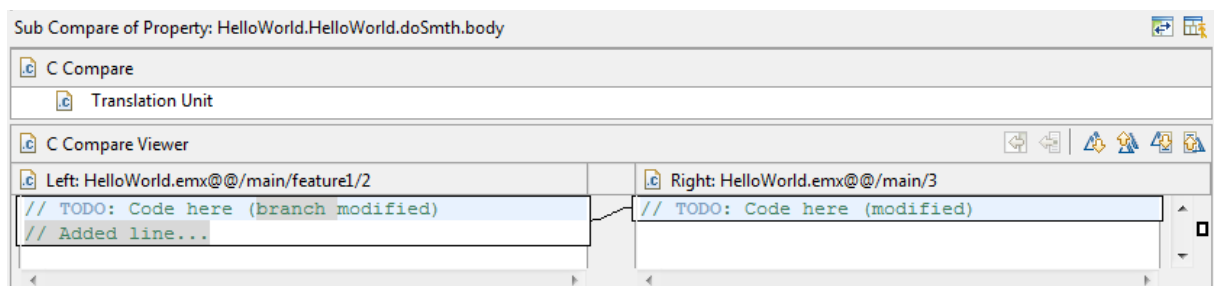 Sub Compare of Property: HelloWorld.HelloWorld.doSmth.body
C Compare
Translation Unit
C Compare Viewer
Left: HelloWorld.emx@@/main/feature1/2
Right: HelloWorld.emx@@/main/3
// TODO: Code here (branch modified)
// Added line...
// TODO: Code here (modified)